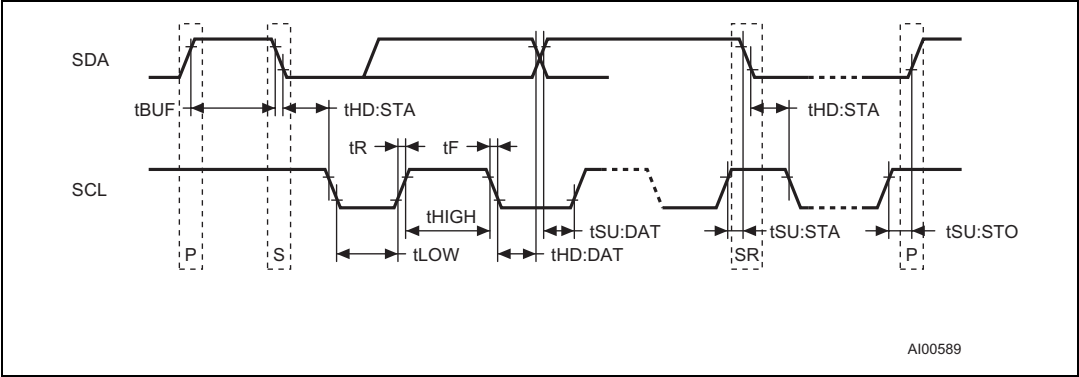 SDA
tBUF
tHD:STA
tHD:STA
tR
tF
SCL
tHIGH
tSU:DAT
tSU:STA
tSU:STO
P
S
tLOW
tHD:DAT
SR
P
AI00589